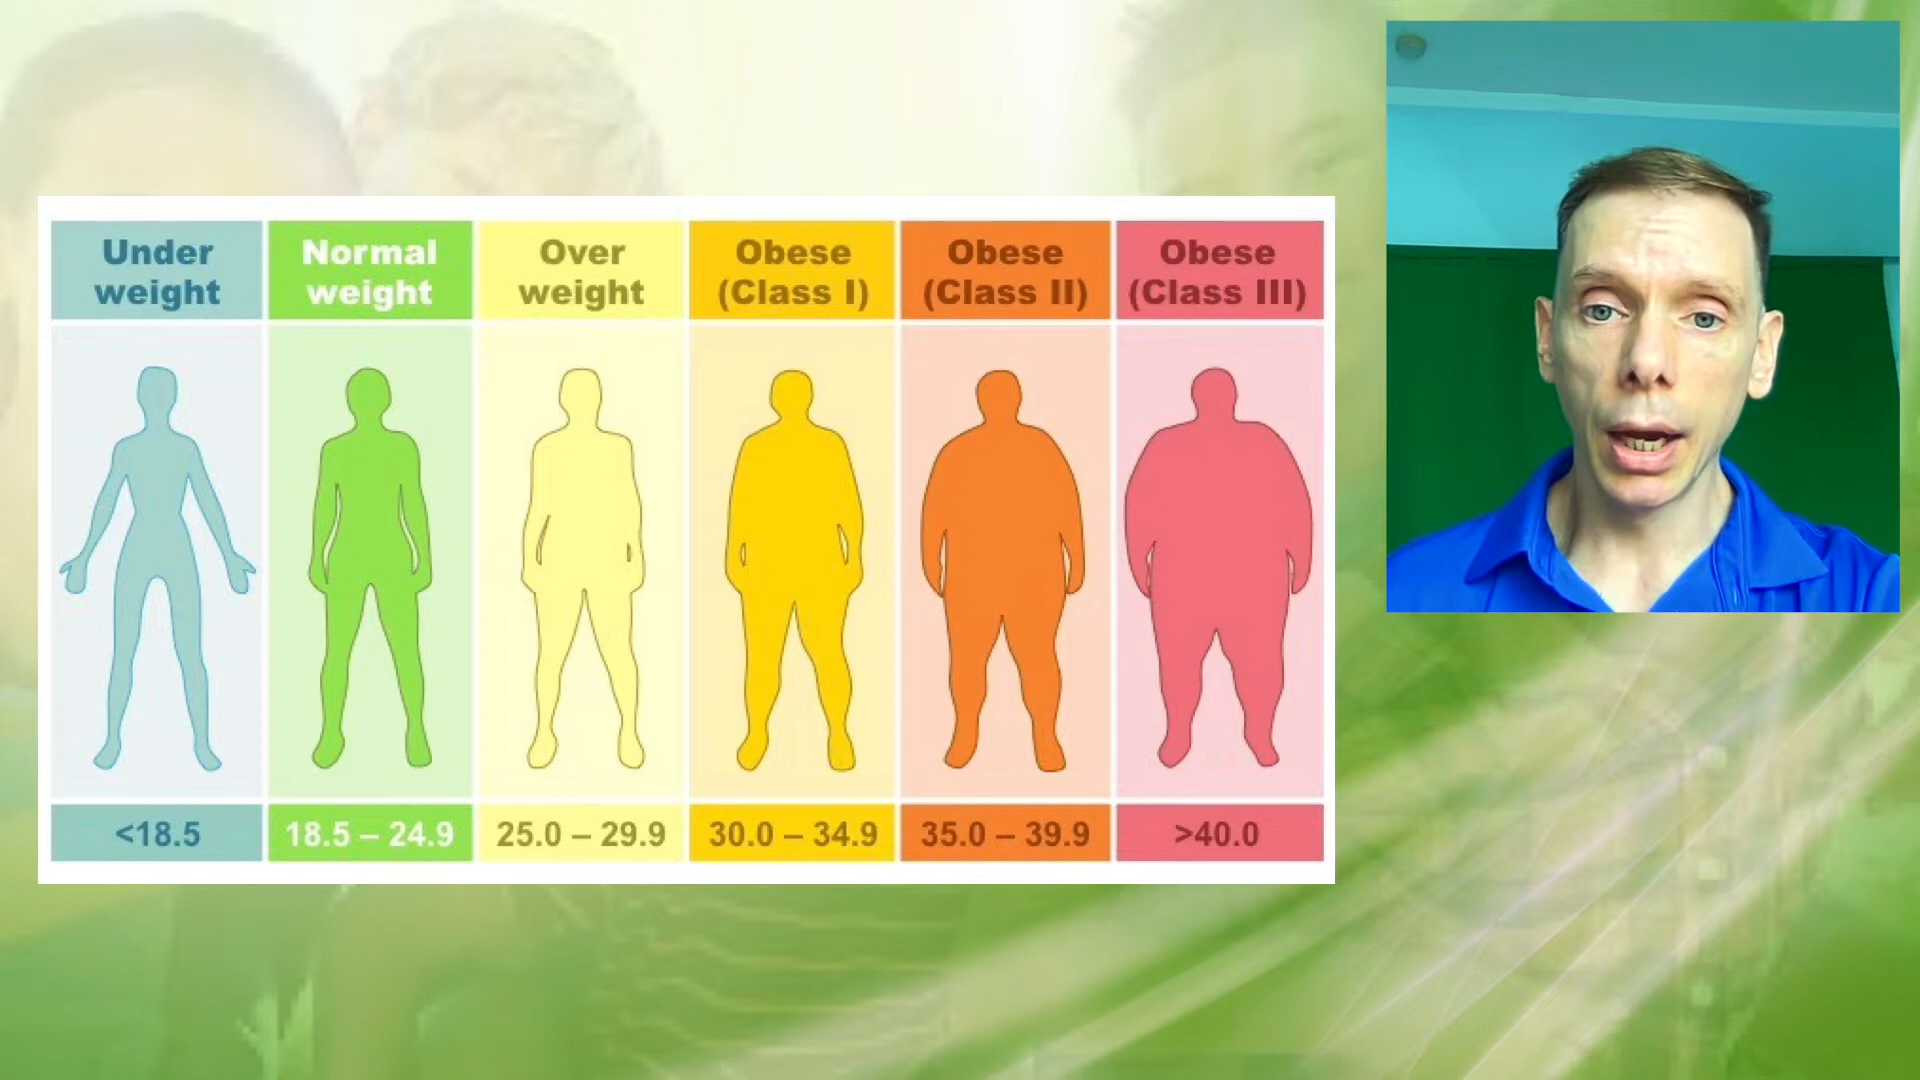 Under
weight
Normal
weight
Over
weight
Obese
(Class I)
Obese
(Class II)
Obese
(Class III)
<18.5
18.5 – 24.9
25.0 – 29.9
30.0 – 34.9
35.0 – 39.9
>40.0